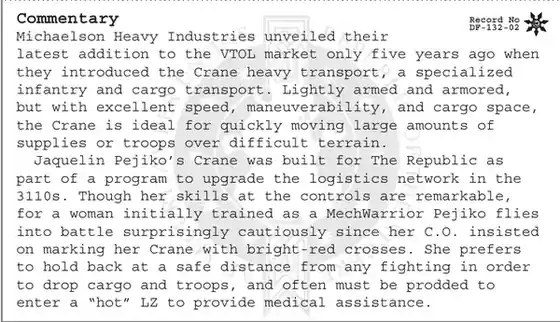 Commentary
Record No
DF-132-02
Michaelson Heavy Industries unveiled their
latest addition to the VTOL market only five years ago when
they introduced the Crane heavy transport, a specialized
infantry and cargo transport. Lightly armed and armored,
but with excellent speed, maneuverability, and cargo space,
the Crane is ideal for quickly moving large amounts of
supplies or troops over difficult terrain.
Jaquelin Pejiko's Crane was built for The Republic as
part of a program to upgrade the logistics network in the
3110s. Though her skills at the controls are remarkable,
for a woman initially trained as a MechWarrior Pejiko flies
into battle surprisingly cautiously since her C.O. insisted
on marking her Crane with bright-red crosses. She prefers
to hold back at a safe distance from any fighting in order
to drop cargo and troops, and often must be prodded to
enter a “hot” LZ to provide medical assistance.